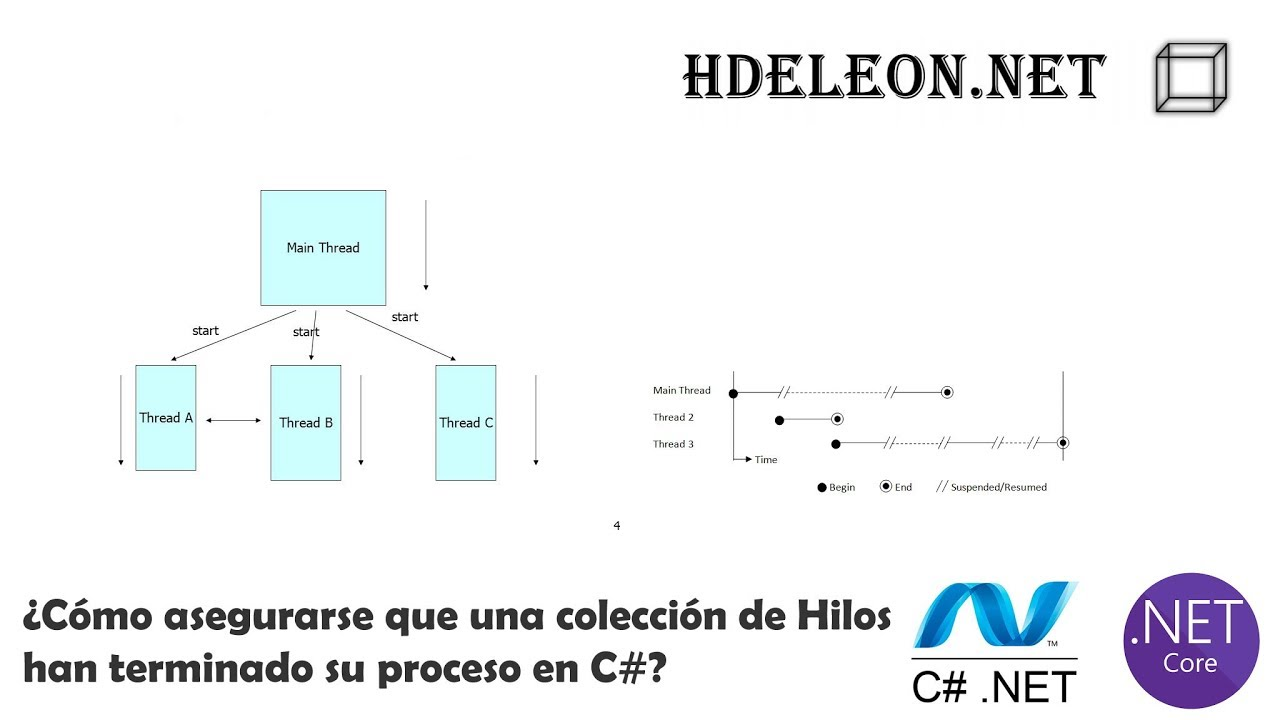 HDELEON.NET
Main Thread
start
start
start
Thread A
Thread B
Thread C
Main Thread
Thread 2
Thread 3
Time
Begin
End
Suspended/Resumed
4
¿Cómo asegurarse que una colección de Hilos
han terminado su proceso en C#?
TM
C# .NET
.NET
Core